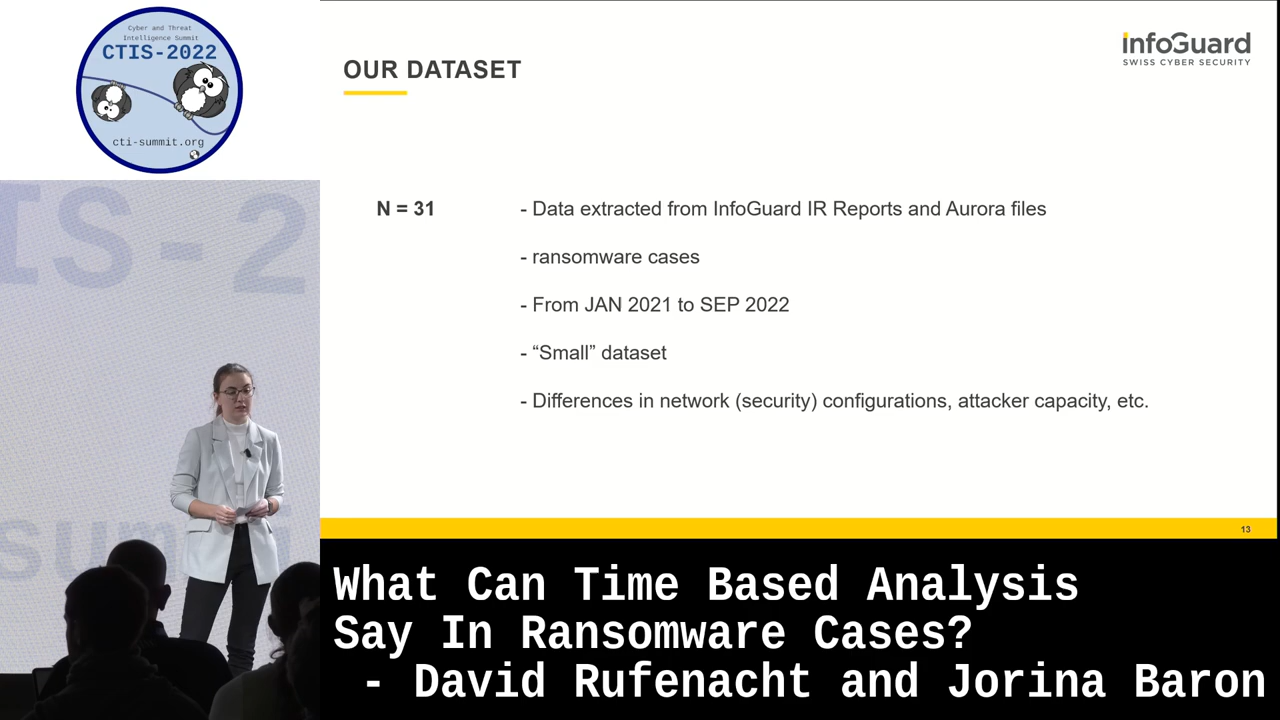 Cyber and Threat
Intelligence Summit
CTIS-2022
cti-summit.org
IS-2
summi
OUR DATASET
infoGuard
SWISS CYBER SECURITY
N = 31
- Data extracted from InfoGuard IR Reports and Aurora files
- ransomware cases
- From JAN 2021 to SEP 2022
- “Small” dataset
- Differences in network (security) configurations, attacker capacity, etc.
13
What Can Time Based Analysis
Say In Ransomware Cases?
- David Rufenacht and Jorina Baron